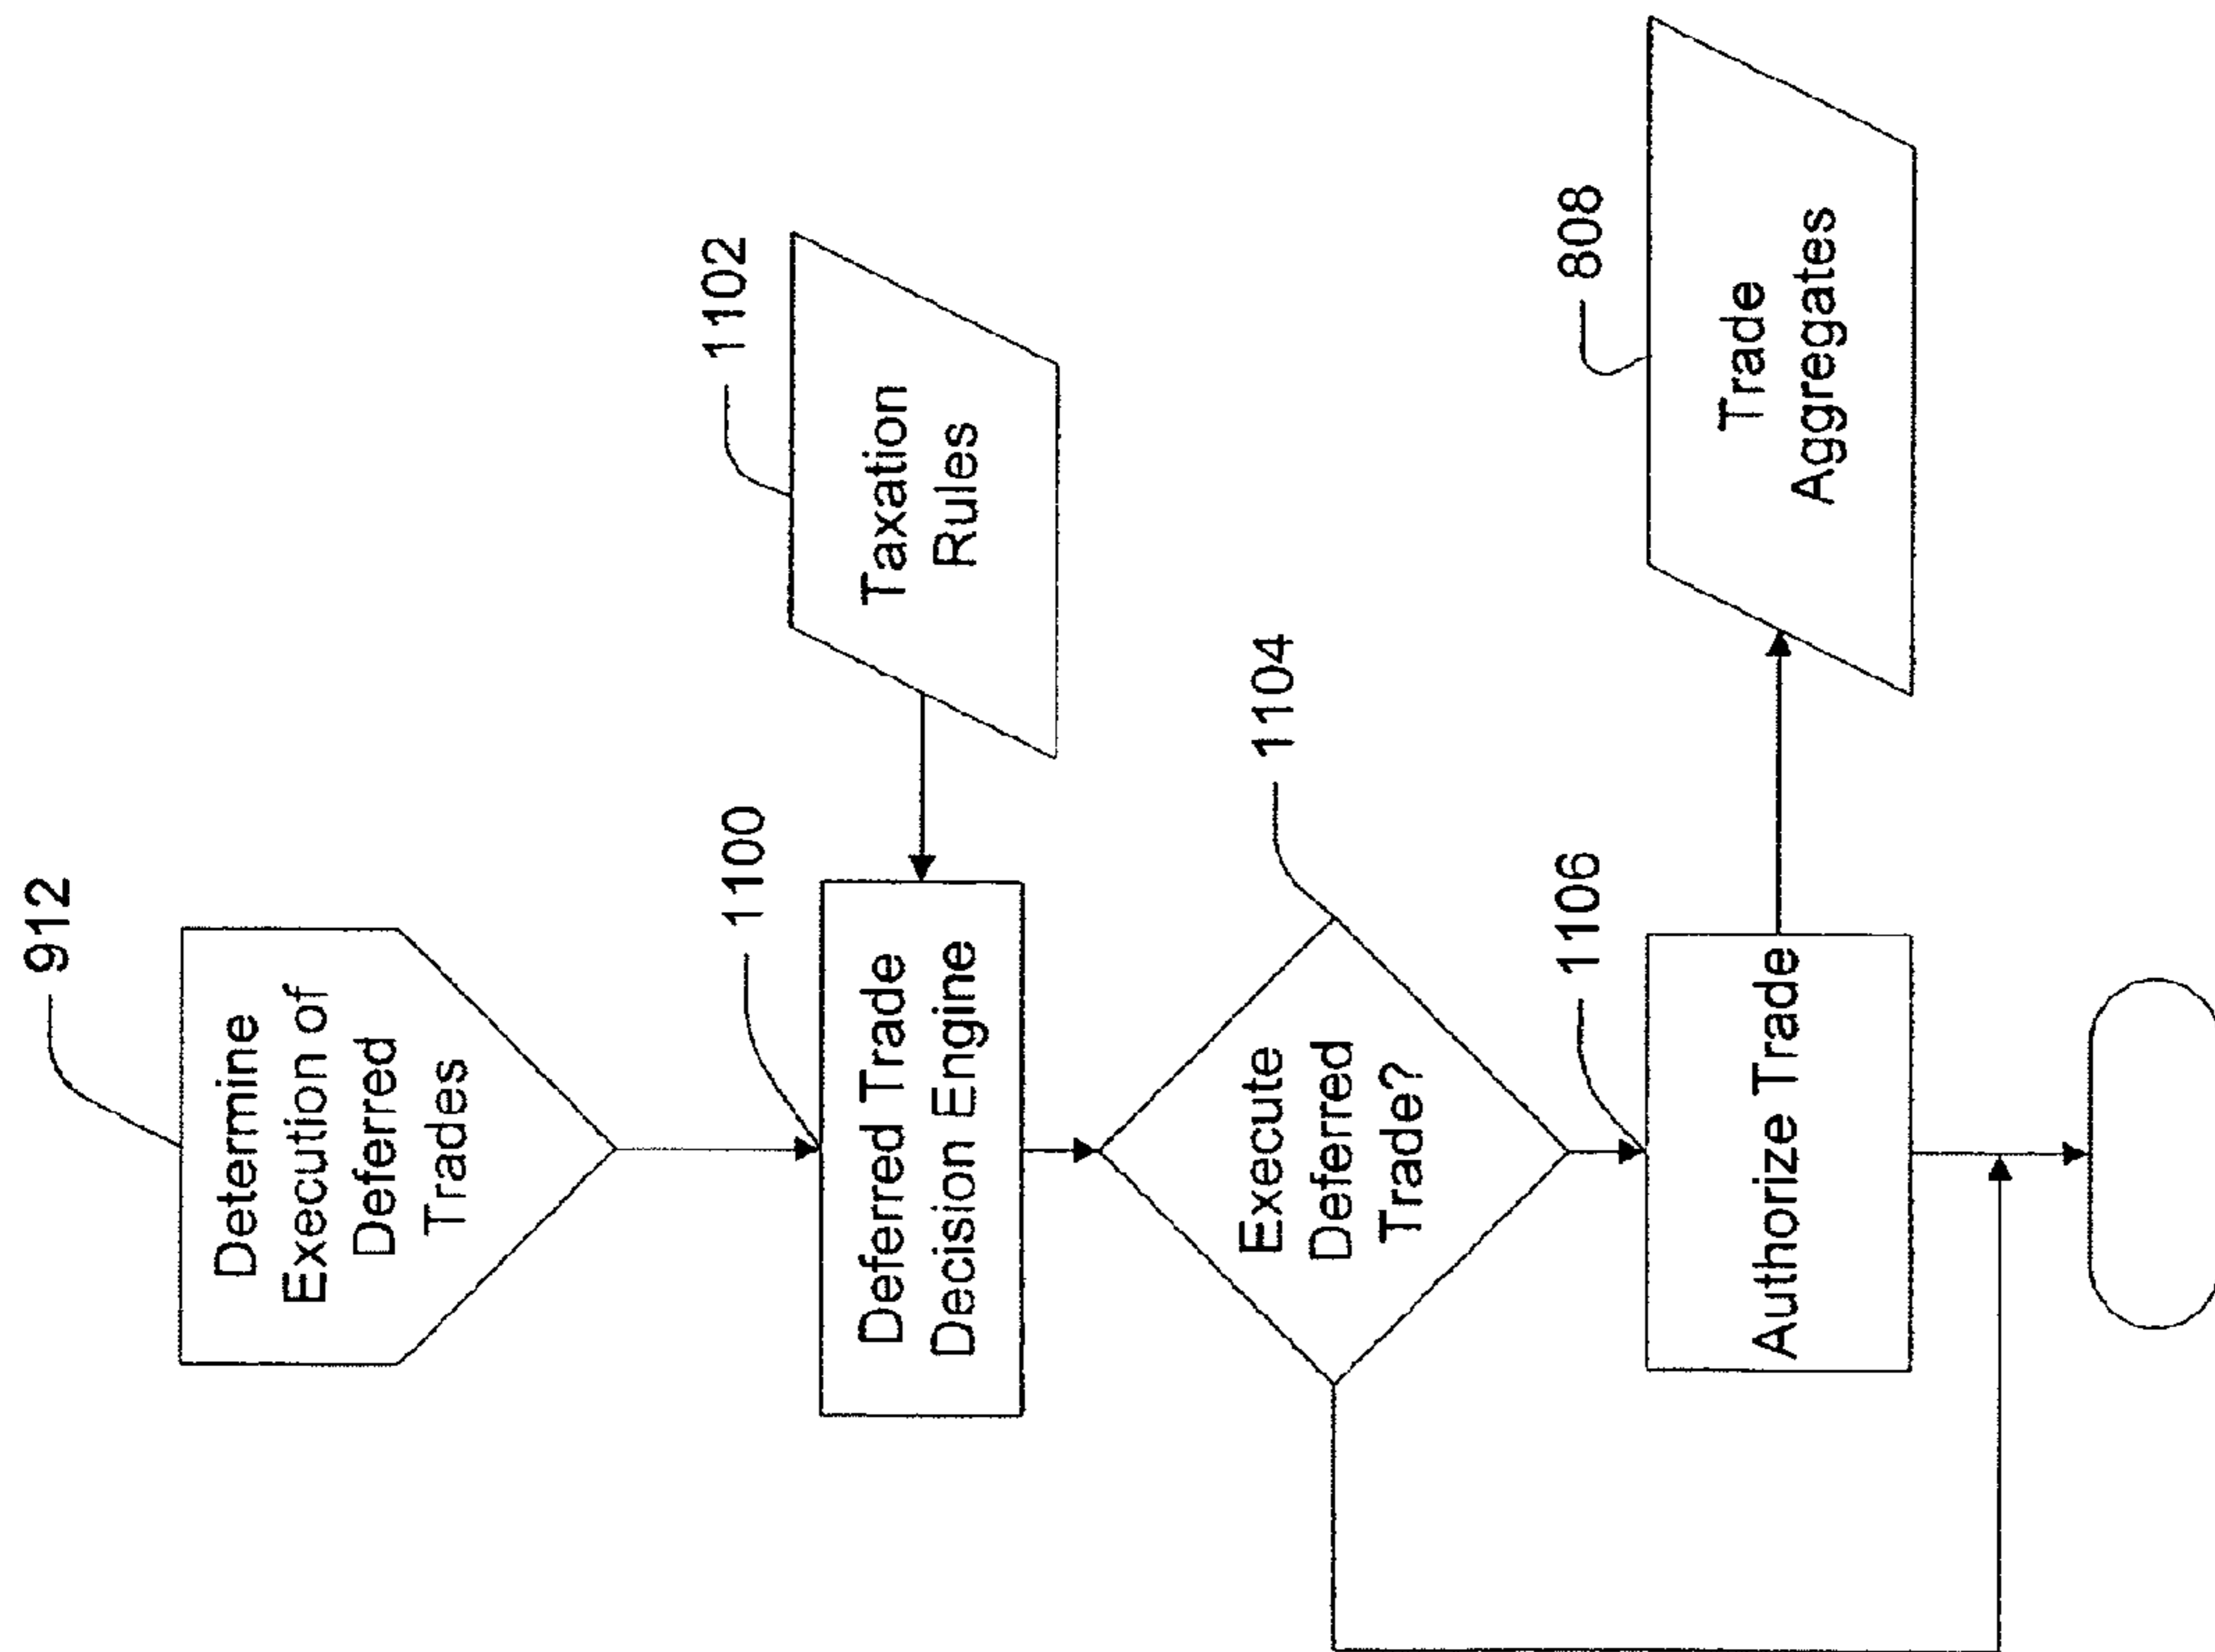 912
Determine
Execution of
Deferred
Trades
1100
Deferred Trade
Decision Engine
1102
Taxation
Rules
1104
Execute
Deferred
Trade?
1106
Authorize Trade
808
Trade
Aggregates